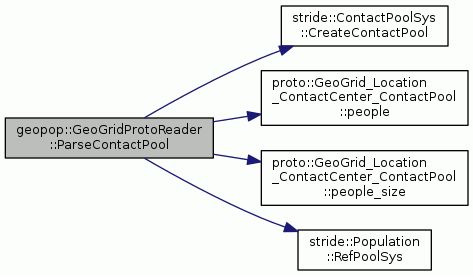 geopop::GeoGridProtoReader
::ParseContactPool
stride::ContactPoolSys
::CreateContactPool
proto::GeoGrid_Location
_ContactCenter_ContactPool
::people
proto::GeoGrid_Location
_ContactCenter_ContactPool
::people_size
stride::Population
::RefPoolSys